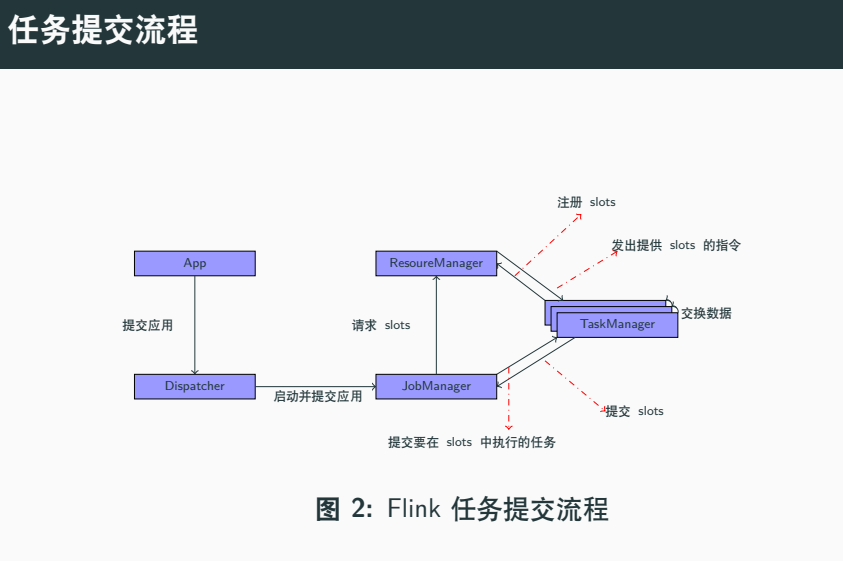 任务提交流程
注册 slots
发出提供 slots 的指令
App
ResoureManager
交换数据
TaskManager
提交应用
请求 slots
Dispatcher
JobManager
启动并提交应用
提交 slots
提交要在 slots 中执行的任务
图 2: Flink 任务提交流程